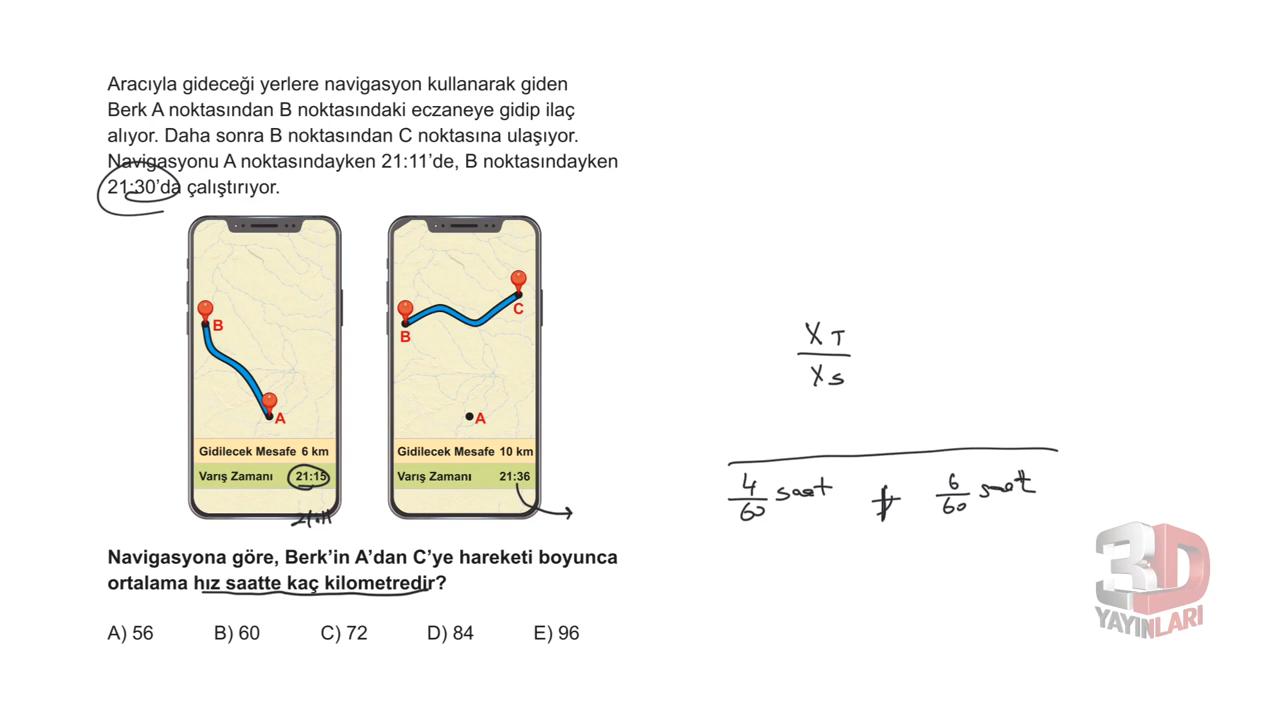 Aracıyla gideceği yerlere navigasyon kullanarak giden
Berk A noktasından B noktasındaki eczaneye gidip ilaç
alıyor. Daha sonra B noktasından C noktasına ulaşıyor.
Navigasyonu A noktasındayken 21:11’de, B noktasındayken
21:30’da çalıştırıyor.
B
A
Gidilecek Mesafe 6 km
Varış Zamanı 21:15
21:11
C
B
A
Gidilecek Mesafe 10 km
Varış Zamanı 21:36
Navigasyona göre, Berk’in A’dan C’ye hareketi boyunca
ortalama hız saatte kaç kilometredir?
A) 56 B) 60 C) 72 D) 84 E) 96
XT
XS
4/60 saat + 6/60 saat
3D
YAYINLARI